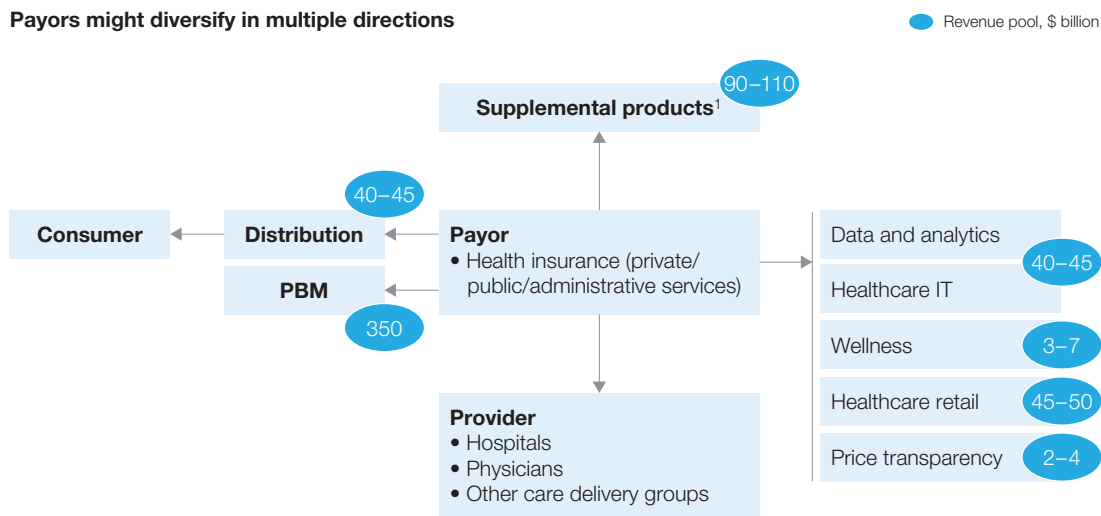 Payors might diversify in multiple directions
Revenue pool, $ billion
90–110
Supplemental products¹
40–45
Consumer
Distribution
PBM
350
Payor
• Health insurance (private/
public/administrative services)
Data and analytics
40–45
Healthcare IT
Wellness
3–7
Healthcare retail
45–50
Price transparency
2–4
Provider
• Hospitals
• Physicians
• Other care delivery groups